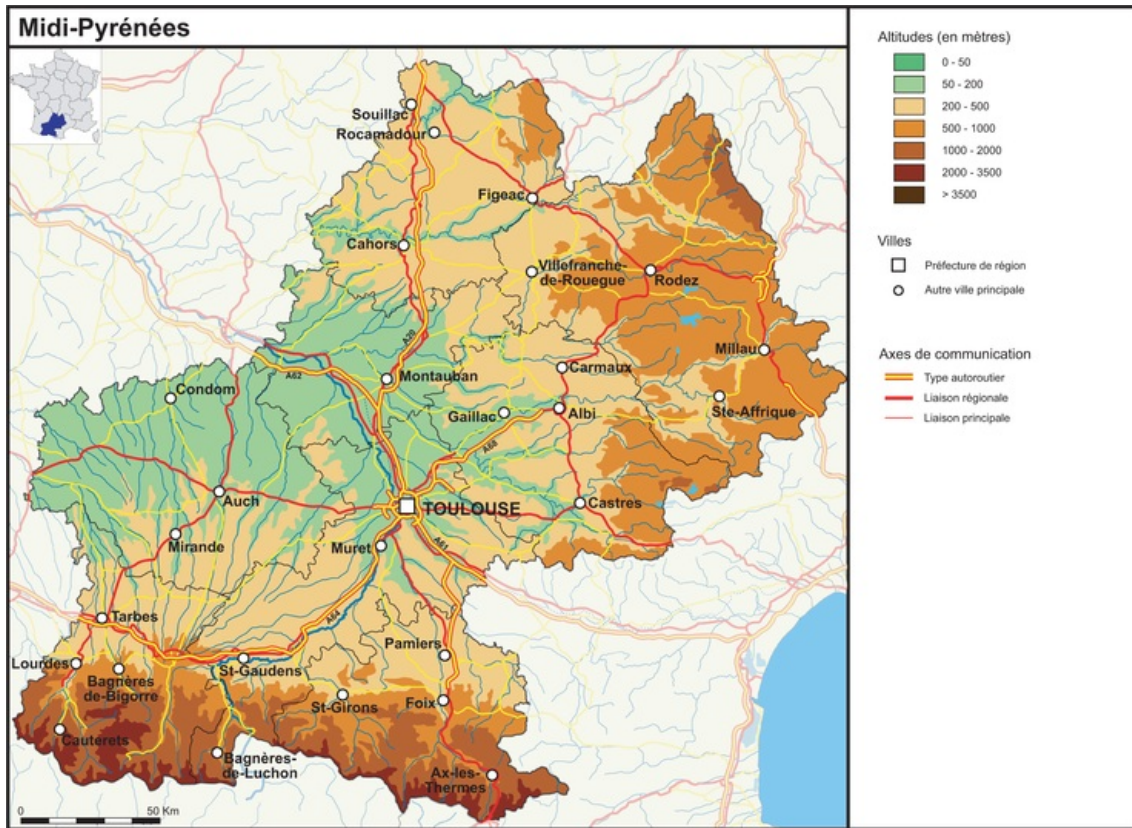 Midi-Pyrénées
Altitudes (en mètres)
0 - 50
50 - 200
200 - 500
500 - 1000
1000 - 2000
2000 - 3500
> 3500
Villes
Préfecture de région
Autre ville principale
Axes de communication
Type autoroutier
Liaison régionale
Liaison principale
Souillac
Rocamadour
Figeac
Cahors
Villefranche-
de-Rouegue
Rodez
A20
Millau
A62
Carmaux
Montauban
Condom
Ste-Affrique
Gaillac
Albi
A68
Auch
TOULOUSE
Castres
Mirande
Muret
A61
Tarbes
A64
Pamiers
Lourdes
St-Gaudens
Bagnères
de-Bigorre
St-Girons
Foix
Cauterets
Bagnères-
de-Luchon
Ax-les-
Thermes
0
50 Km